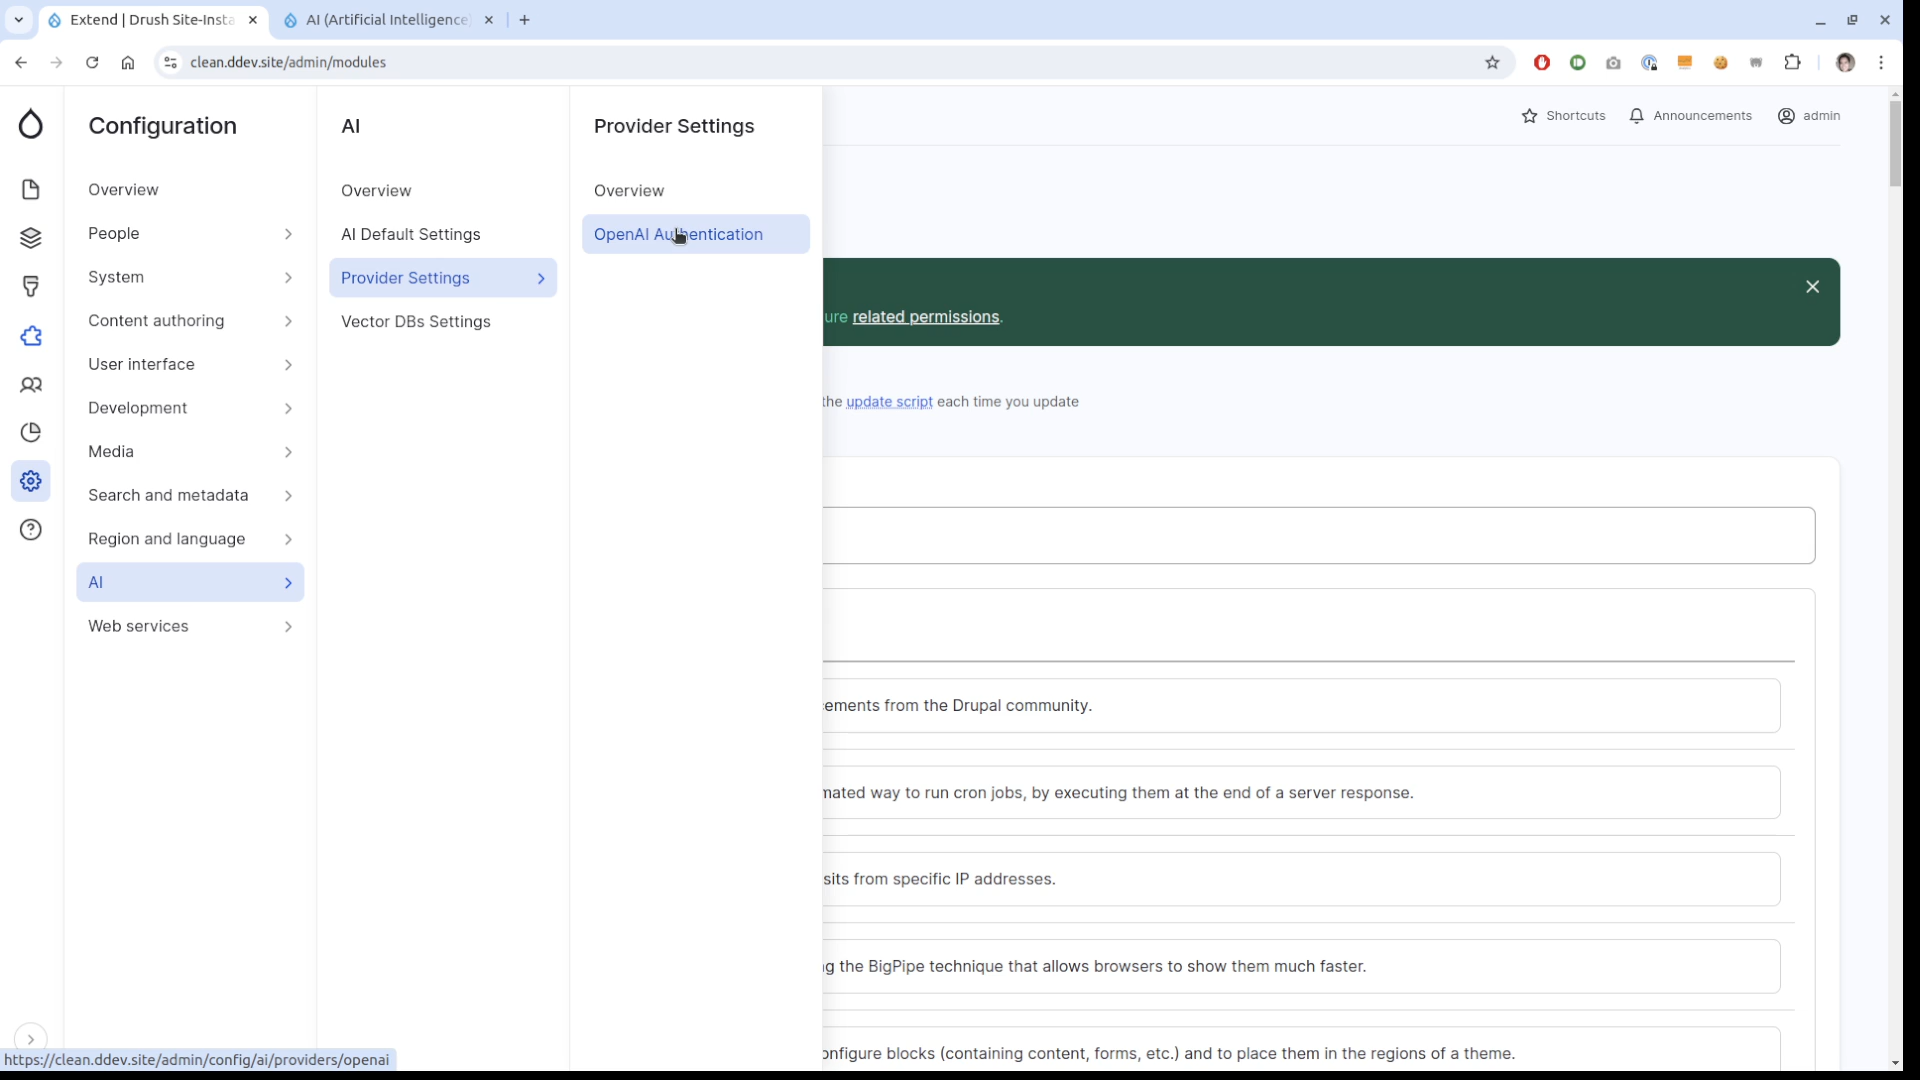 Extend | Drush Site-Insta
AI (Artificial Intelligence)
clean.ddev.site/admin/modules
Configuration
Overview
People
System
Content authoring
User interface
Development
Media
Search and metadata
Region and language
AI
Web services
AI
Overview
AI Default Settings
Provider Settings
Vector DBs Settings
Provider Settings
Overview
OpenAI Authentication
Shortcuts
Announcements
admin
ure related permissions.
the update script each time you update
cements from the Drupal community.
mated way to run cron jobs, by executing them at the end of a server response.
sits from specific IP addresses.
ng the BigPipe technique that allows browsers to show them much faster.
onfigure blocks (containing content, forms, etc.) and to place them in the regions of a theme.
https://clean.ddev.site/admin/config/ai/providers/openai